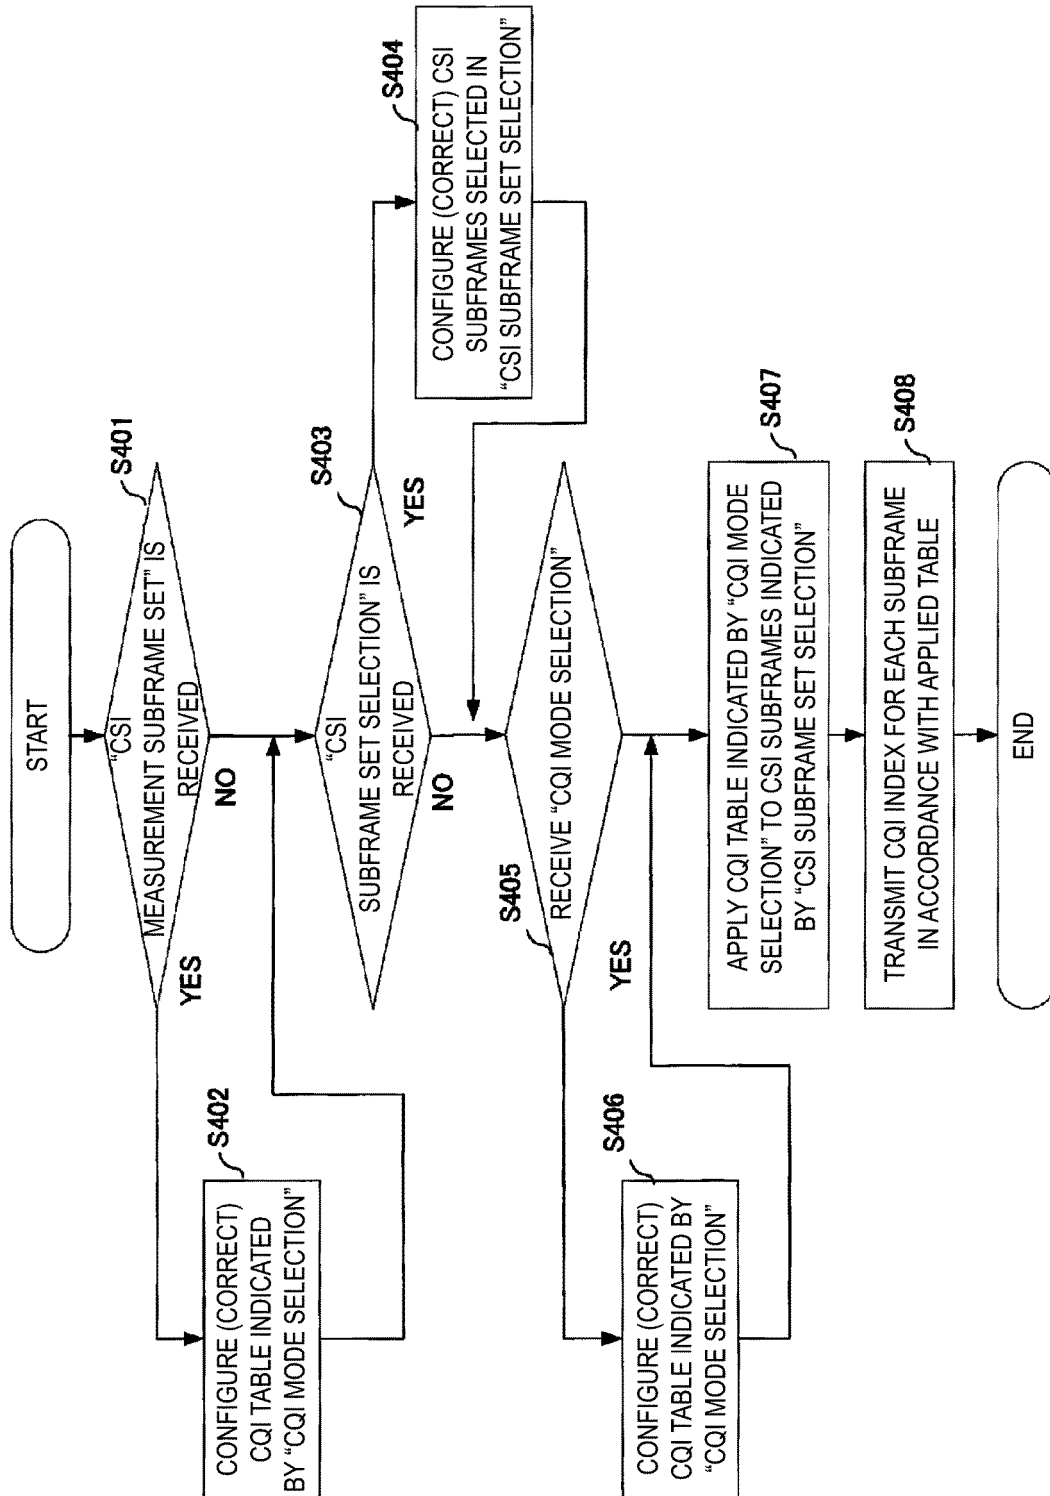 START
S401
"CSI
MEASUREMENT SUBFRAME SET" IS
RECEIVED
YES
NO
S402
CONFIGURE (CORRECT)
CQI TABLE INDICATED
BY "CQI MODE SELECTION"
S403
"CSI
SUBFRAME SET SELECTION" IS
RECEIVED
YES
NO
S404
CONFIGURE (CORRECT) CSI
SUBFRAMES SELECTED IN
"CSI SUBFRAME SET SELECTION"
S405
RECEIVE "CQI MODE SELECTION"
YES
S406
CONFIGURE (CORRECT)
CQI TABLE INDICATED BY
"CQI MODE SELECTION"
S407
APPLY CQI TABLE INDICATED BY "CQI MODE
SELECTION" TO CSI SUBFRAMES INDICATED
BY "CSI SUBFRAME SET SELECTION"
S408
TRANSMIT CQI INDEX FOR EACH SUBFRAME
IN ACCORDANCE WITH APPLIED TABLE
END